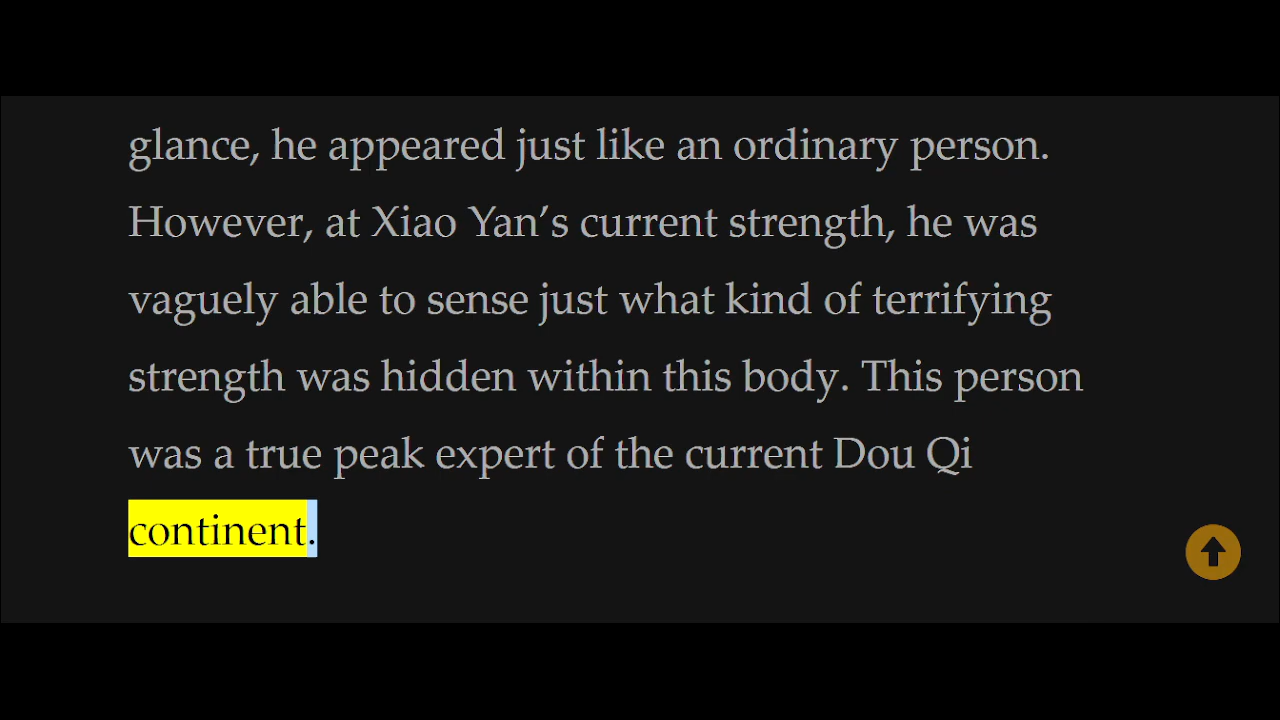 glance, he appeared just like an ordinary person.
However, at Xiao Yan’s current strength, he was
vaguely able to sense just what kind of terrifying
strength was hidden within this body. This person
was a true peak expert of the current Dou Qi
continent.